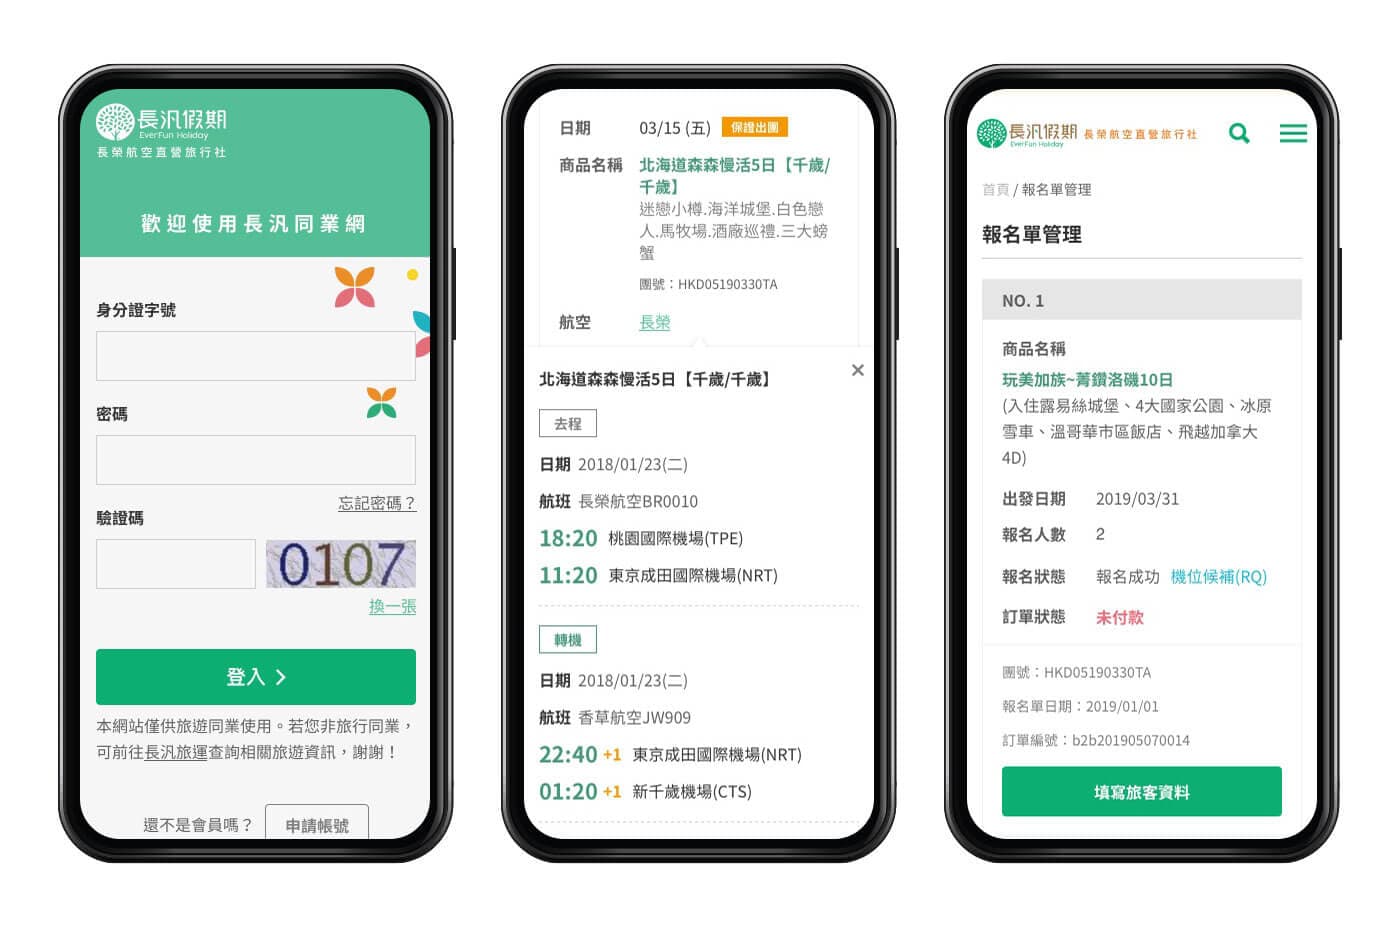 長汎假期
EverFun Holiday
長榮航空直營旅行社
歡迎使用長汎同業網
身分證字號
密碼
忘記密碼？
驗證碼
0107
換一張
登入
本網站僅供旅遊同業使用。若您非旅行同業，
可前往長汎旅運查詢相關旅遊資訊，謝謝！
還不是會員嗎？ 申請帳號
日期 03/15 (五) 保證出團
商品名稱 北海道森森慢活5日【千歲/
千歲】
迷戀小樽.海洋城堡.白色戀
人.馬牧場.酒廠巡禮.三大螃
蟹
團號：HKD05190330TA
航空 長榮
北海道森森慢活5日【千歲/千歲】 ×
去程
日期 2018/01/23(二)
航班 長榮航空BR0010
18:20 桃園國際機場(TPE)
11:20 東京成田國際機場(NRT)
轉機
日期 2018/01/23(二)
航班 香草航空JW909
22:40 +1 東京成田國際機場(NRT)
01:20 +1 新千歲機場(CTS)
長汎假期 長榮航空直營旅行社
EverFun Holiday
首頁 / 報名單管理
報名單管理
NO. 1
商品名稱
玩美加族~菁鑽洛磯10日
(入住露易絲城堡、4大國家公園、冰原
雪車、溫哥華市區飯店、飛越加拿大
4D)
出發日期 2019/03/31
報名人數 2
報名狀態 報名成功 機位候補(RQ)
訂單狀態 未付款
團號：HKD05190330TA
報名單日期：2019/01/01
訂單編號：b2b201905070014
填寫旅客資料